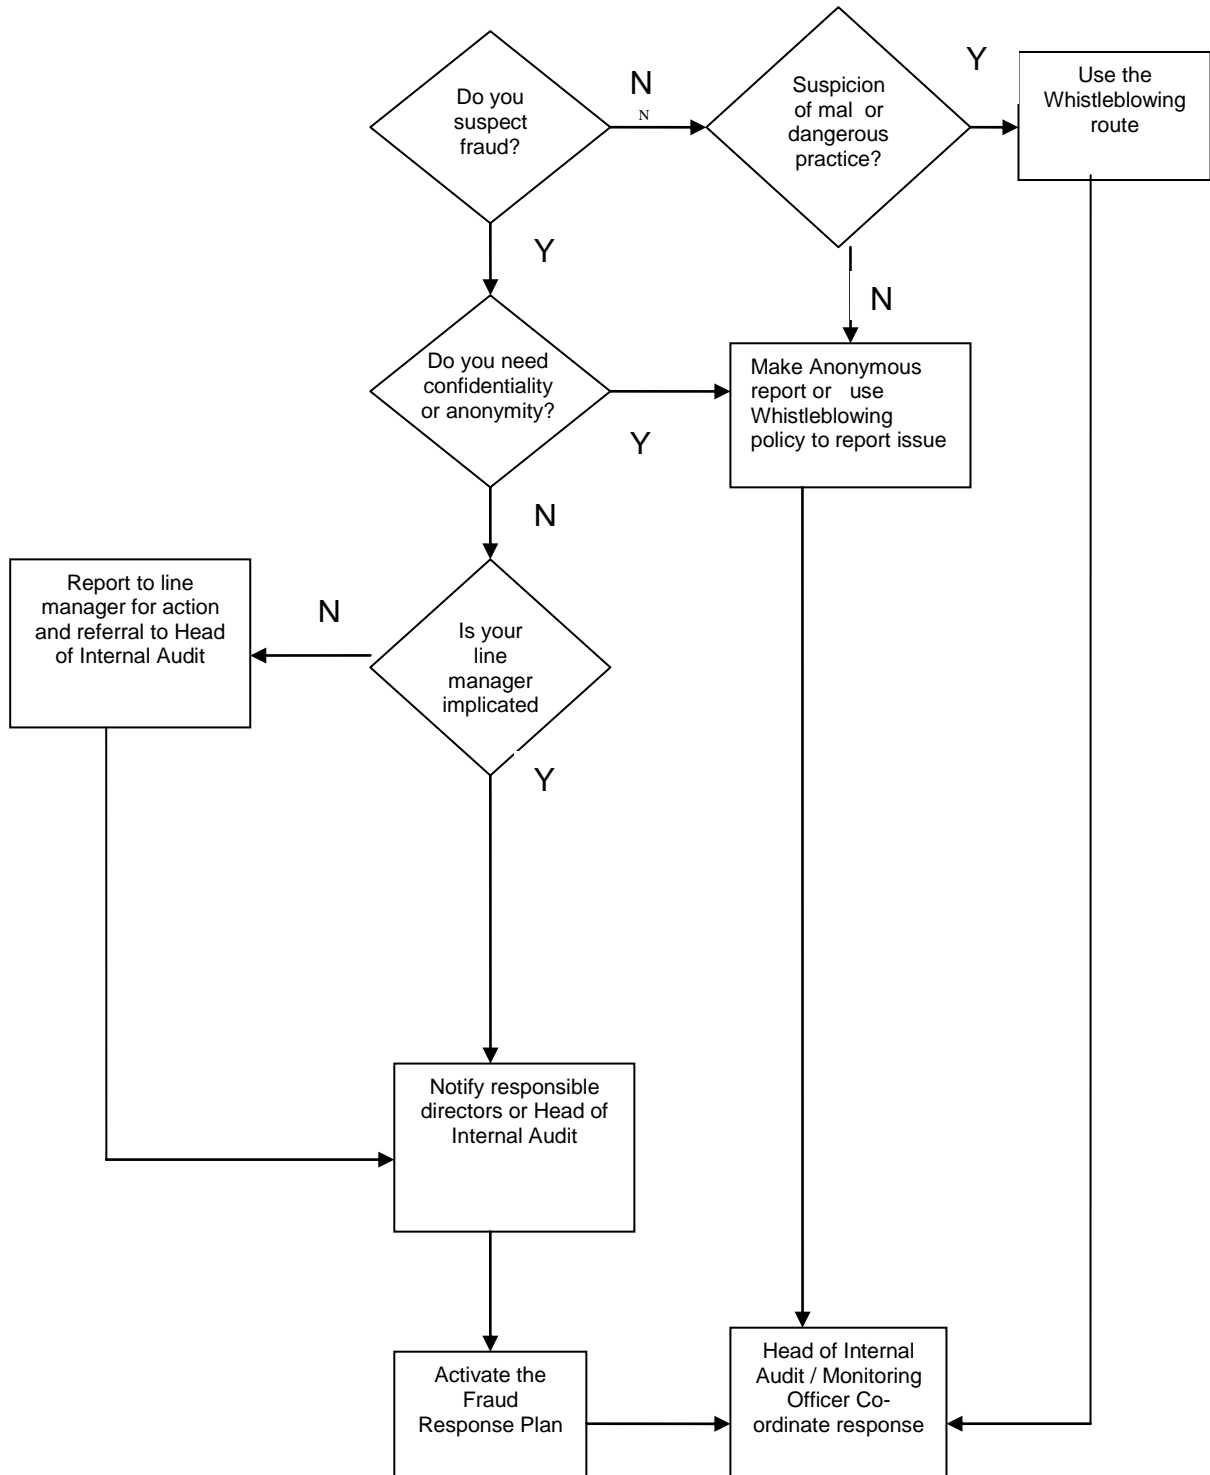 Do you
suspect
fraud?
N
N
Suspicion
of mal or
dangerous
practice?
Y
Use the
Whistleblowing
route
Y
N
Do you need
confidentiality
or anonymity?
Y
Make Anonymous
report or use
Whistleblowing
policy to report issue
N
Report to line
manager for action
and referral to Head
of Internal Audit
N
Is your
line
manager
implicated
Y
Notify responsible
directors or Head of
Internal Audit
Activate the
Fraud
Response Plan
Head of Internal
Audit / Monitoring
Officer Co-
ordinate response